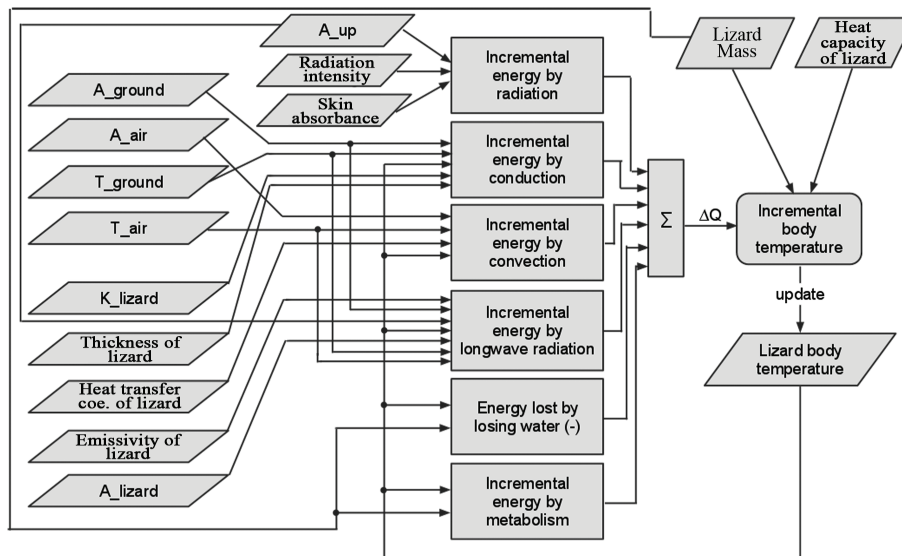 A_up
Radiation
intensity
Skin
absorbance
A_ground
A_air
T_ground
T_air
K_lizard
Thickness of
lizard
Heat transfer
coe. of lizard
Emissivity of
lizard
A_lizard
Incremental
energy by
radiation
Incremental
energy by
conduction
Incremental
energy by
convection
Incremental
energy by
longwave radiation
Energy lost by
losing water (-)
Incremental
energy by
metabolism
Σ
ΔQ
Lizard
Mass
Heat
capacity
of lizard
Incremental
body
temperature
update
Lizard body
temperature